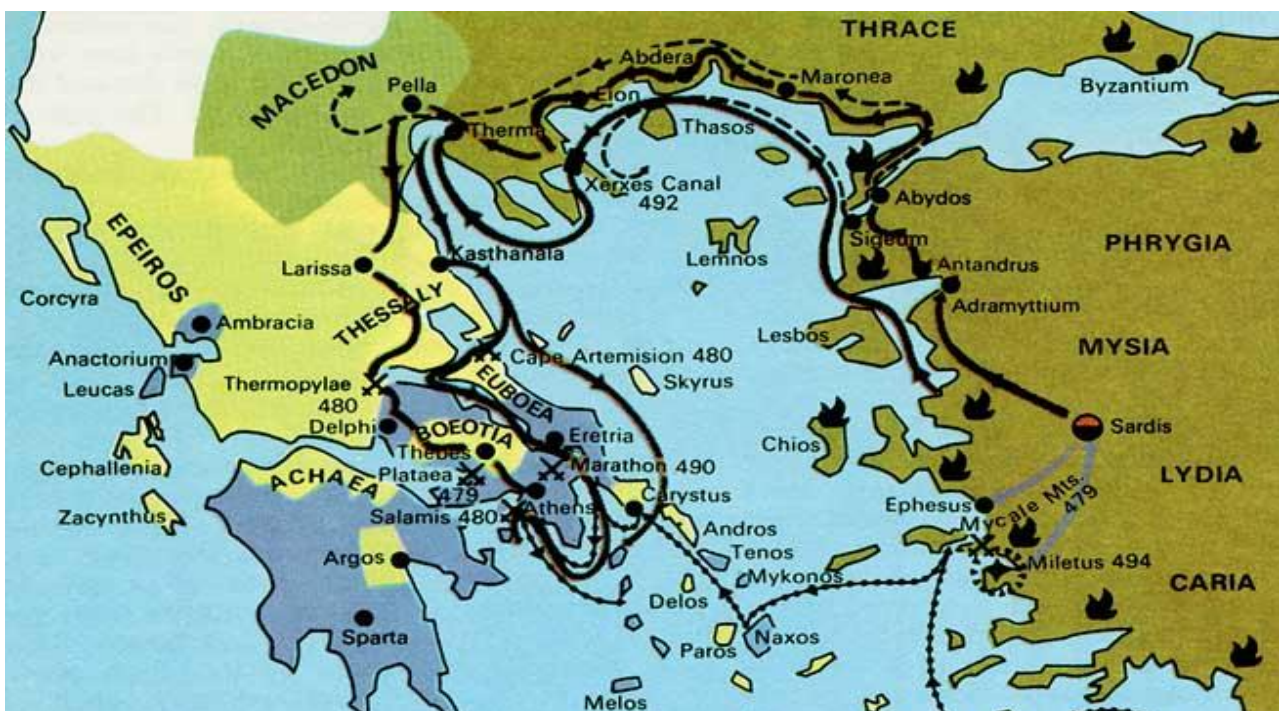 THRACE
Byzantium
Abdera
Maronea
MACEDON
Pella
Eion
Therma
Thasos
Xerxes Canal
492
Abydos
Sigeum
PHRYGIA
EPEIROS
Kasthanaia
Larissa
Lemnos
Antandrus
Adramyttium
Corcyra
THESSALY
Ambracia
Lesbos
MYSIA
Anactorium
Leucas
Cape Artemision 480
Skyrus
Thermopylae
480
EUBOEA
Delphi
BOEOTIA
Eretria
Chios
Sardis
Thebes
Marathon 490
Cephallenia
ACHAEA
Plataea
479
LYDIA
Carystus
Ephesus
Mycale Mts.
479
Zacynthus
Salamis 480
Athens
Andros
Argos
Tenos
Mykonos
Miletus 494
CARIA
Delos
Sparta
Paros
Naxos
Melos